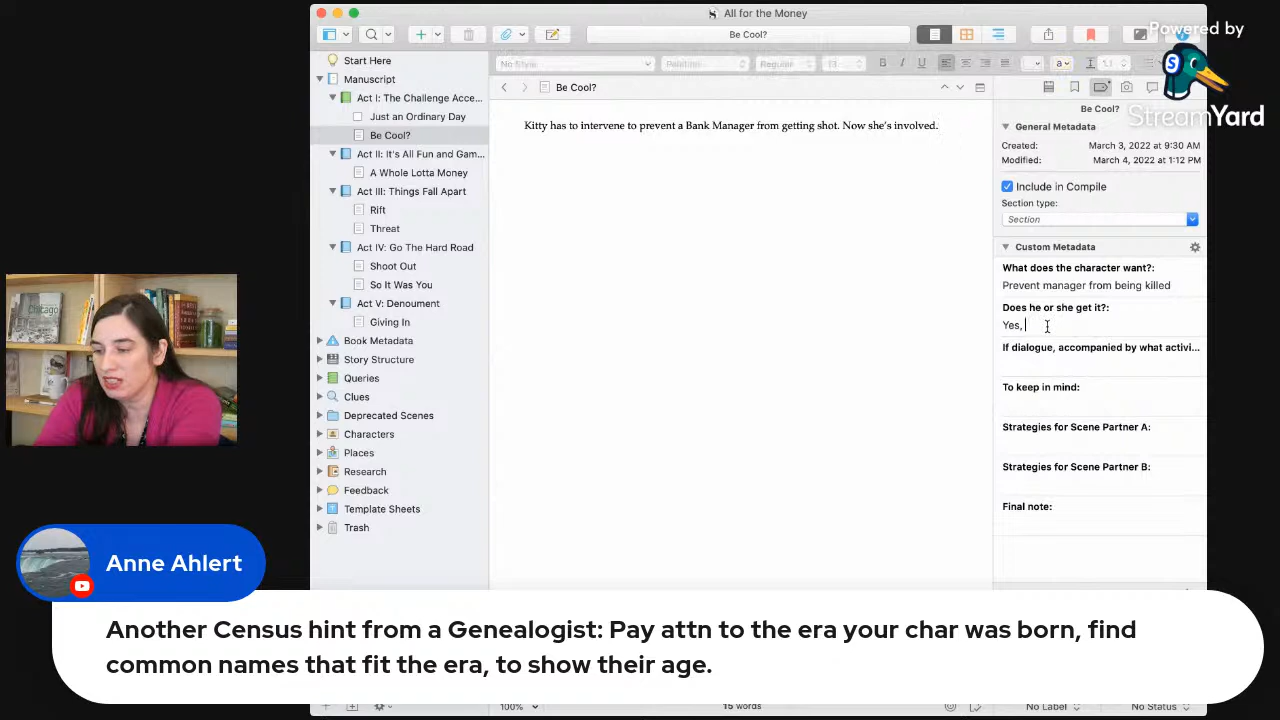 All for the Money
Powered by
StreamYard
Be Cool?
Start Here
Manuscript
Act I: The Challenge Acce...
Just an Ordinary Day
Be Cool?
Act II: It's All Fun and Gam...
A Whole Lotta Money
Act III: Things Fall Apart
Rift
Threat
Act IV: Go The Hard Road
Shoot Out
So It Was You
Act V: Denoument
Giving In
Book Metadata
Story Structure
Queries
Clues
Deprecated Scenes
Characters
Places
Research
Feedback
Template Sheets
Trash
No Style
Regular
B I U
a
Be Cool?
Kitty has to intervene to prevent a Bank Manager from getting shot. Now she's involved.
Be Cool?
General Metadata
Created: March 3, 2022 at 9:30 AM
Modified: March 4, 2022 at 1:12 PM
Include in Compile
Section type:
Section
Custom Metadata
What does the character want?:
Prevent manager from being killed
Does he or she get it?:
Yes,
If dialogue, accompanied by what activi...
To keep in mind:
Strategies for Scene Partner A:
Strategies for Scene Partner B:
Final note:
Chicago
Anne Ahlert
Another Census hint from a Genealogist: Pay attn to the era your char was born, find
common names that fit the era, to show their age.
100%
15 words
No Label
No Status